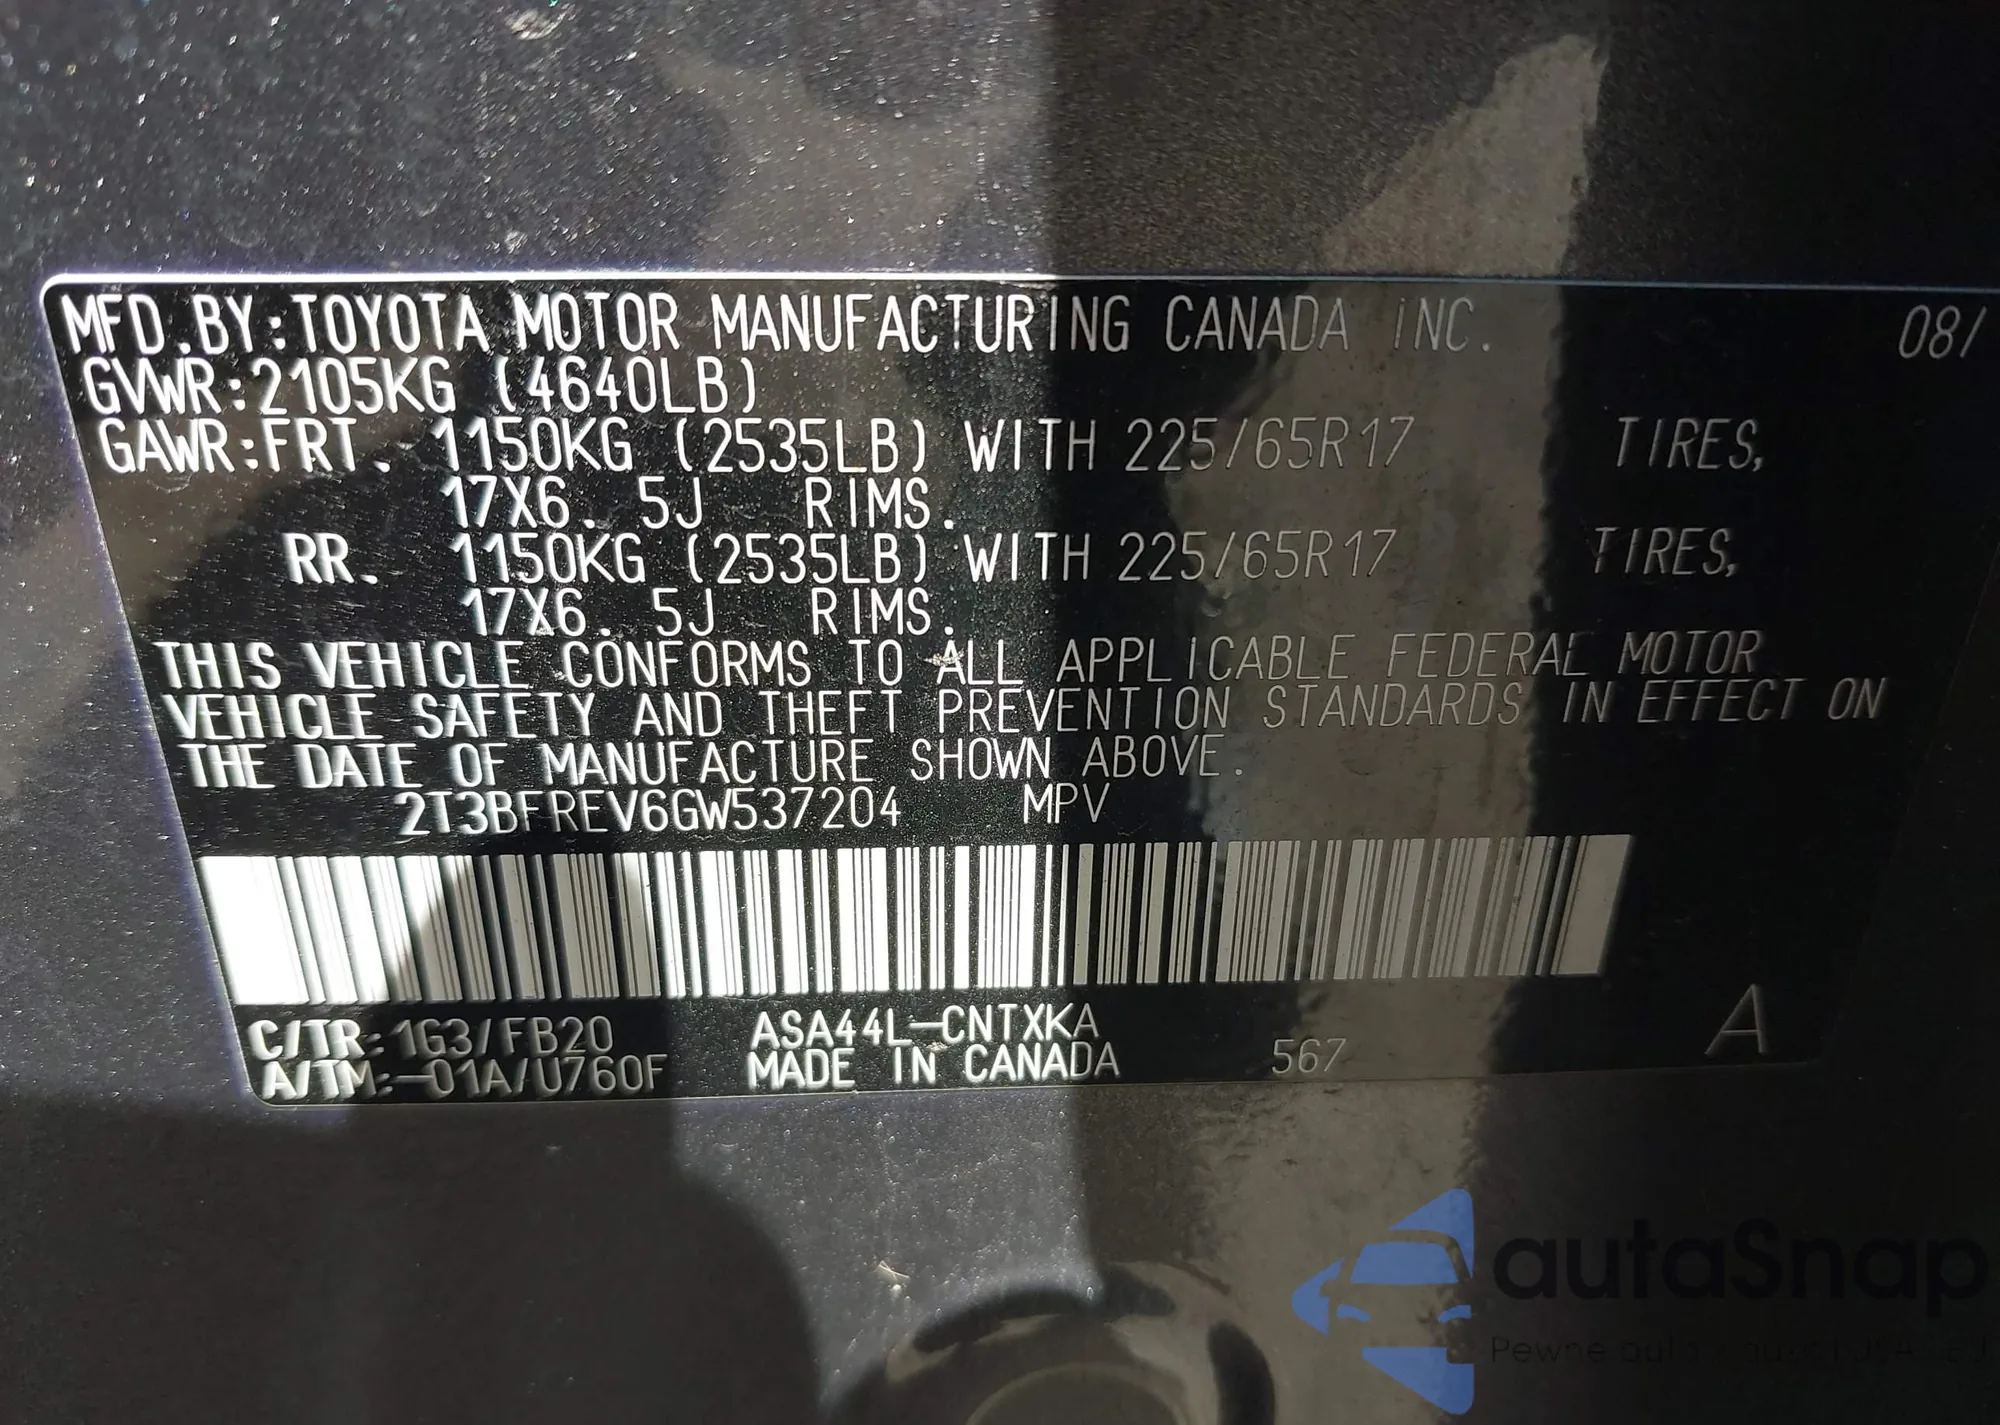 MFD.BY:TOYOTA MOTOR MANUFACTURING CANADA INC. 08/
GVWR:2105KG (4640LB)
GAWR:FRT. 1150KG (2535LB) WITH 225/65R17 TIRES,
17X6.5J RIMS.
RR. 1150KG (2535LB) WITH 225/65R17 TIRES,
17X6.5J RIMS.
THIS VEHICLE CONFORMS TO ALL APPLICABLE FEDERAL MOTOR
VEHICLE SAFETY AND THEFT PREVENTION STANDARDS IN EFFECT ON
THE DATE OF MANUFACTURE SHOWN ABOVE.
2T3BFREV6GW537204 MPV
C/TR:1G3/FB20 ASA44L-CNTXKA A
A/TM:-01A/U760F MADE IN CANADA 567
autoSnap
Pewne auto z